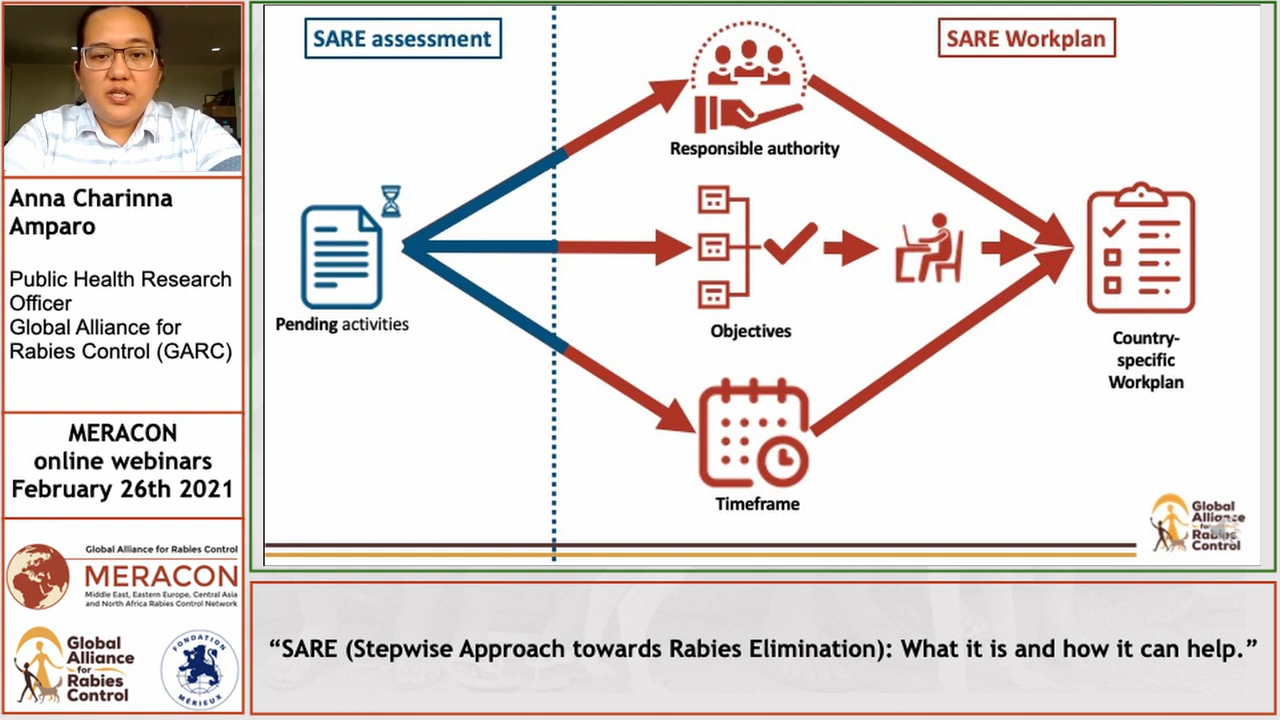 Anna Charinna
Amparo
Public Health Research
Officer
Global Alliance for
Rabies Control (GARC)
MERACON
online webinars
February 26th 2021
Global Alliance for Rabies Control
MERACON
Middle East, Eastern Europe, Central Asia
and North Africa Rabies Control Network
Global
Alliance
for
Rabies
Control
FONDATION
MÉRIEUX
SARE assessment
SARE Workplan
Responsible authority
Pending activities
Objectives
Country-
specific
Workplan
Timeframe
Global
Alliance
for
Rabies
Control
“SARE (Stepwise Approach towards Rabies Elimination): What it is and how it can help.”